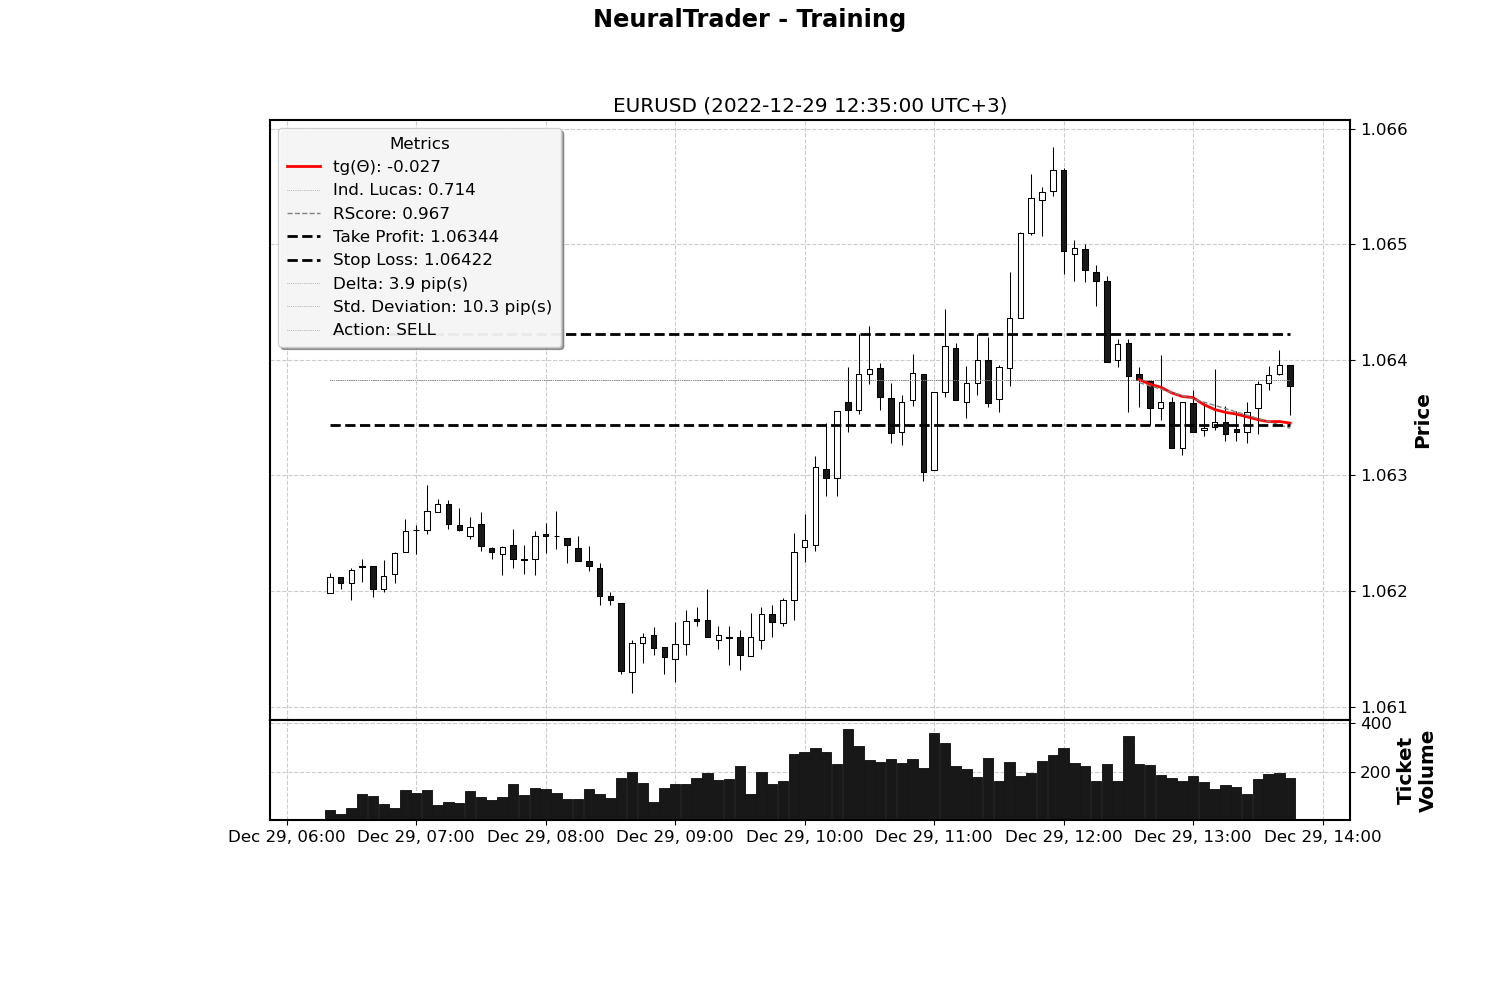 NeuralTrader - Training
EURUSD (2022-12-29 12:35:00 UTC+3)
Metrics
tg(Θ): -0.027
Ind. Lucas: 0.714
RScore: 0.967
Take Profit: 1.06344
Stop Loss: 1.06422
Delta: 3.9 pip(s)
Std. Deviation: 10.3 pip(s)
Action: SELL
1.066
1.065
1.064
1.063
1.062
1.061
Price
400
200
Ticket
Volume
Dec 29, 06:00
Dec 29, 07:00
Dec 29, 08:00
Dec 29, 09:00
Dec 29, 10:00
Dec 29, 11:00
Dec 29, 12:00
Dec 29, 13:00
Dec 29, 14:00